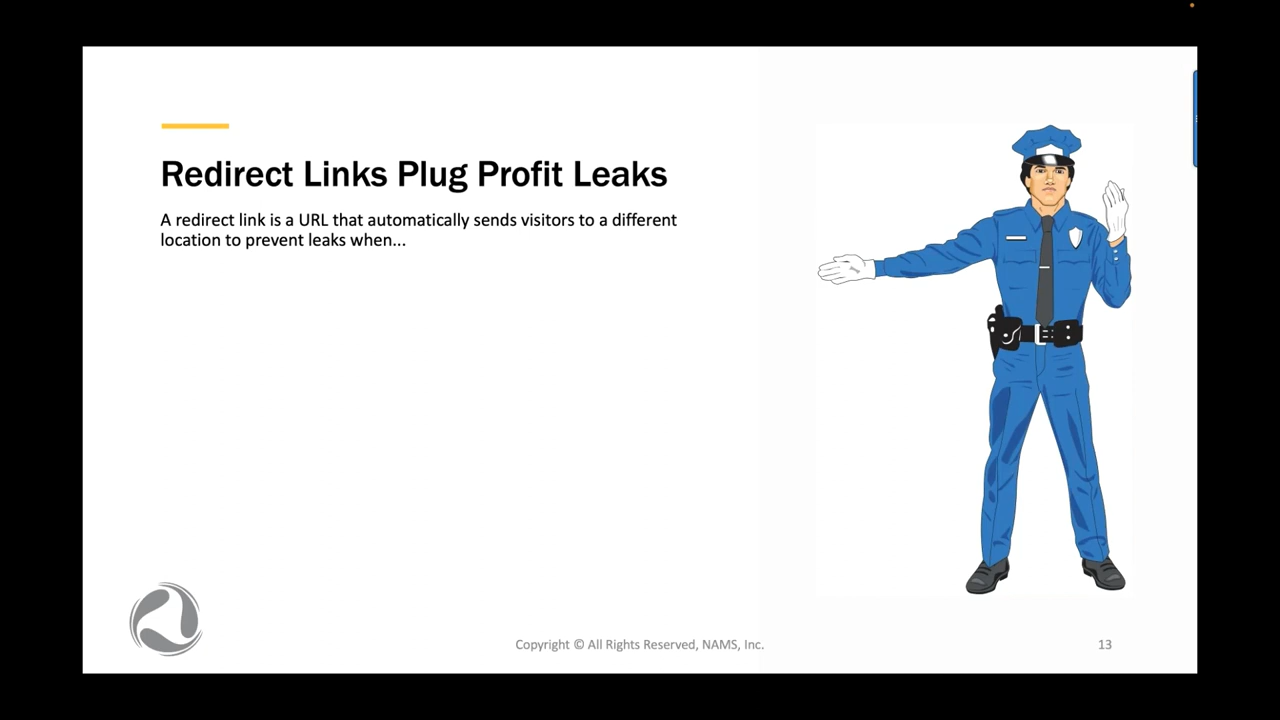 Redirect Links Plug Profit Leaks
A redirect link is a URL that automatically sends visitors to a different
location to prevent leaks when...
Copyright © All Rights Reserved, NAMS, Inc.
13